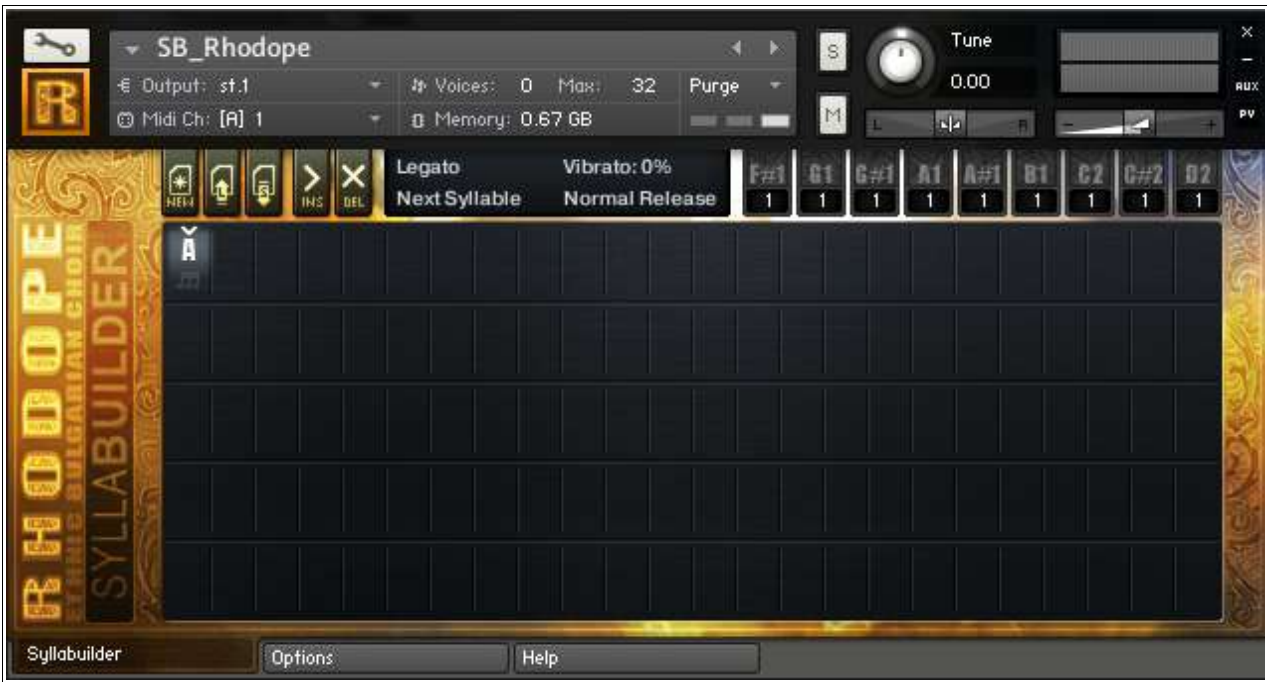 SB_Rhodope
S
Tune
×
Output: st.1
Voices: 0 Max: 32
Purge
0.00
AUX
R
Midi Ch: [A] 1
Memory: 0.67 GB
M
L
R
- +
PV
NEW
INS
DEL
Legato
Vibrato: 0%
Next Syllable
Normal Release
F#1 G1 G#1 A1 A#1 B1 C2 C#2 D2
1 1 1 1 1 1 1 1 1
Ǎ
RHODOPE
ETHNIC BULGARIAN CHOIR
SYLLABUILDER
Syllabuilder
Options
Help